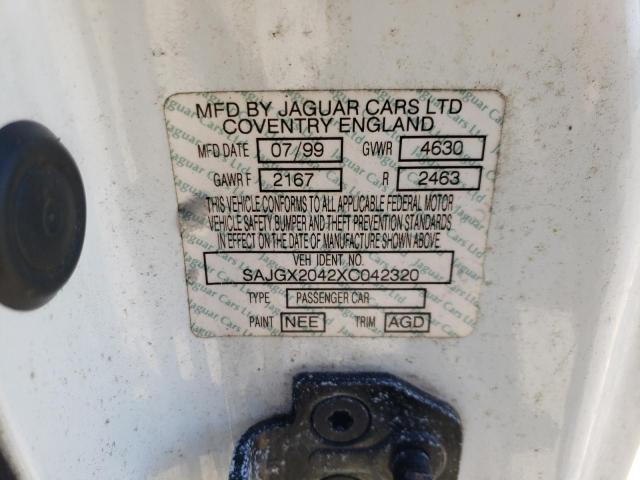 MFD BY JAGUAR CARS LTD
COVENTRY ENGLAND
MFD DATE 07/99 GVWR 4630
GAWR F 2167 R 2463
THIS VEHICLE CONFORMS TO ALL APPLICABLE FEDERAL MOTOR
VEHICLE SAFETY BUMPER AND THEFT PREVENTION STANDARDS
IN EFFECT ON THE DATE OF MANUFACTURE SHOWN ABOVE
VEH IDENT NO.
SAJGX2042XC042320
TYPE PASSENGER CAR
PAINT NEE TRIM AGD